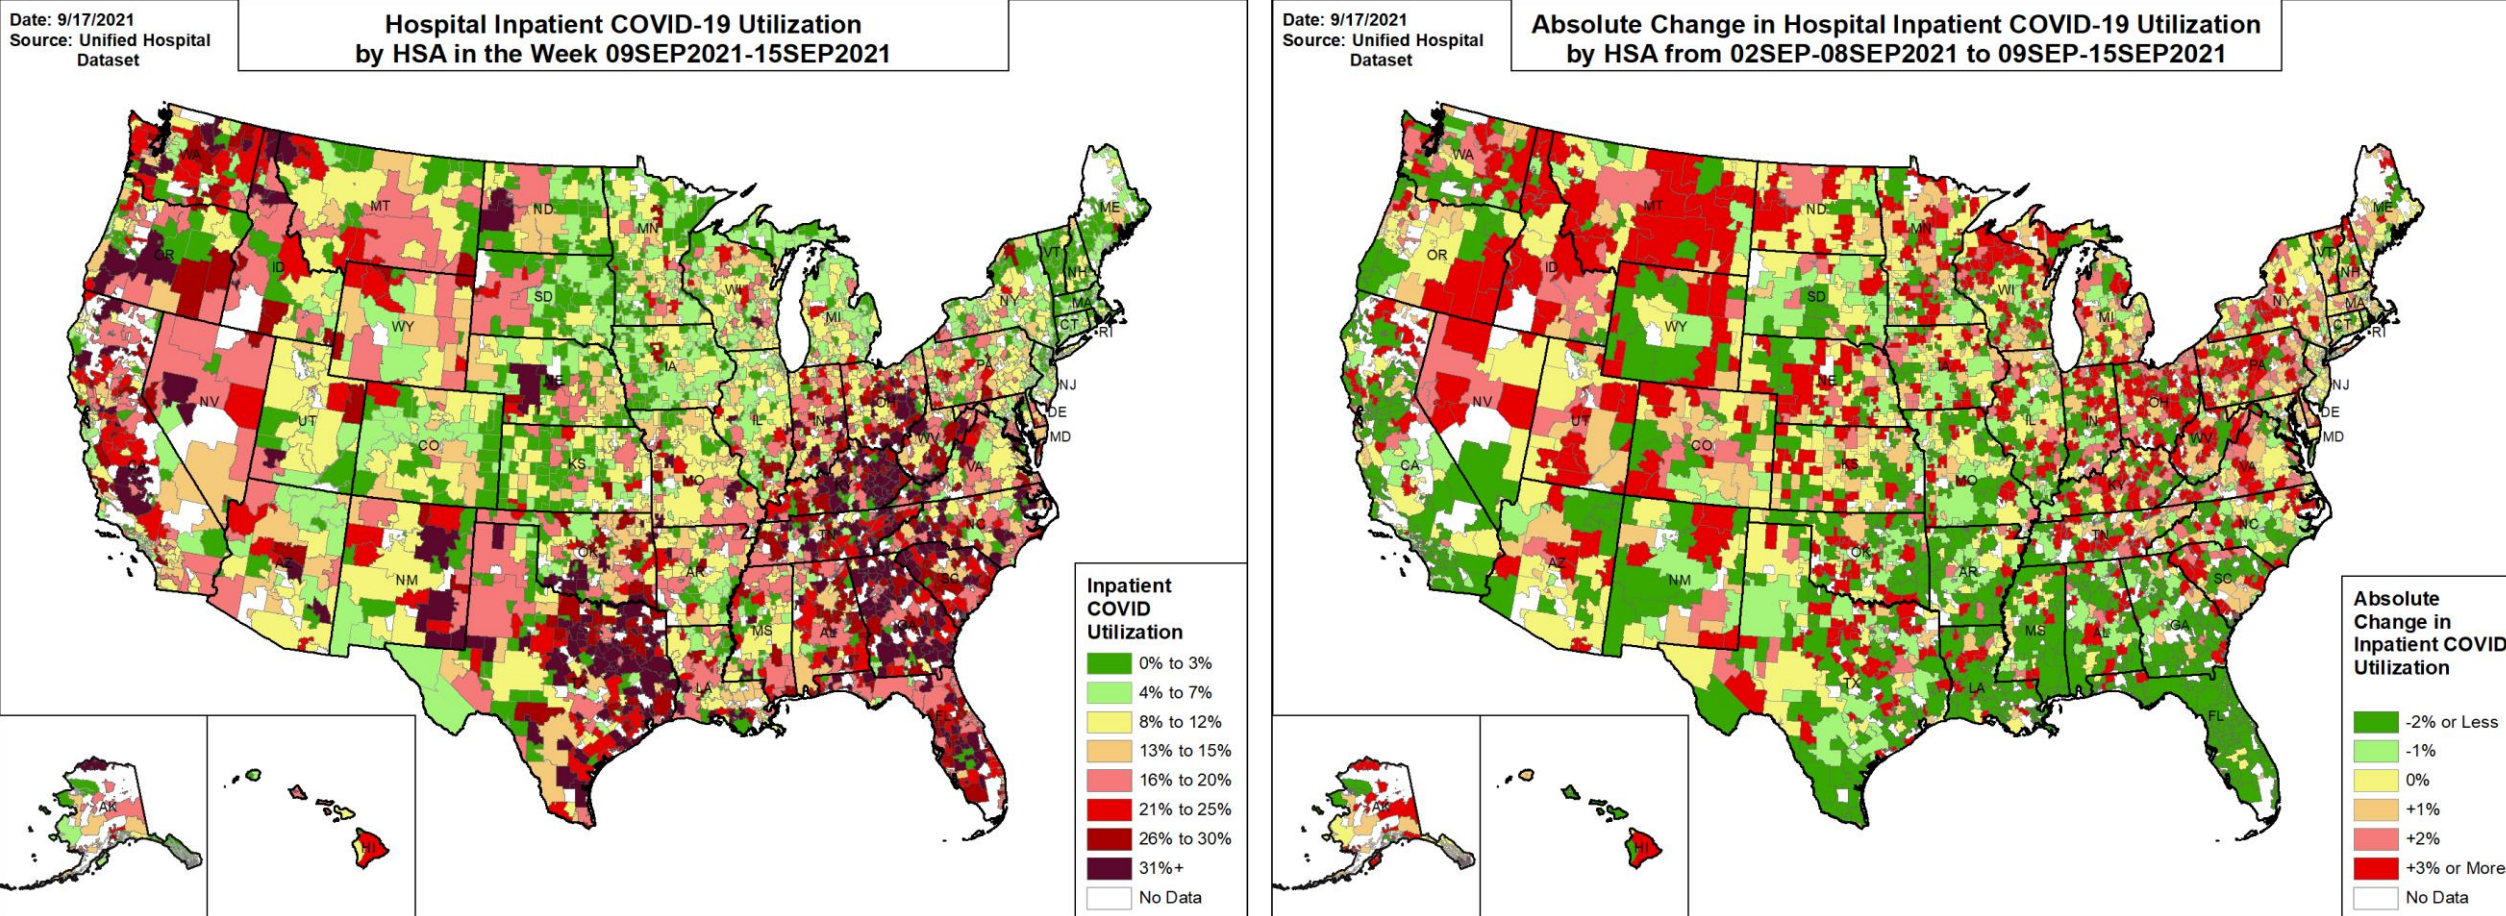 Date: 9/17/2021
Source: Unified Hospital
Dataset
Hospital Inpatient COVID-19 Utilization
by HSA in the Week 09SEP2021-15SEP2021
WA
MT
ND
MN
ME
OR
ID
SD
WI
VT
NH
NY
MA
CT
RI
WY
MI
IA
NE
PA
NJ
NV
UT
CO
IL
IN
OH
DE
MD
WV
VA
KS
MO
KY
CA
NC
TN
OK
AZ
NM
AR
SC
MS
AL
GA
TX
LA
FL
AK
HI
Inpatient
COVID
Utilization
0% to 3%
4% to 7%
8% to 12%
13% to 15%
16% to 20%
21% to 25%
26% to 30%
31%+
No Data
Date: 9/17/2021
Source: Unified Hospital
Dataset
Absolute Change in Hospital Inpatient COVID-19 Utilization
by HSA from 02SEP-08SEP2021 to 09SEP-15SEP2021
WA
MT
ND
MN
ME
OR
ID
SD
WI
VT
NH
NY
MA
CT
RI
WY
MI
IA
NE
PA
NJ
NV
UT
CO
IL
IN
OH
DE
MD
WV
VA
KS
MO
KY
CA
NC
TN
OK
AZ
NM
AR
SC
MS
AL
GA
TX
LA
FL
AK
HI
Absolute
Change in
Inpatient COVID
Utilization
-2% or Less
-1%
0%
+1%
+2%
+3% or More
No Data